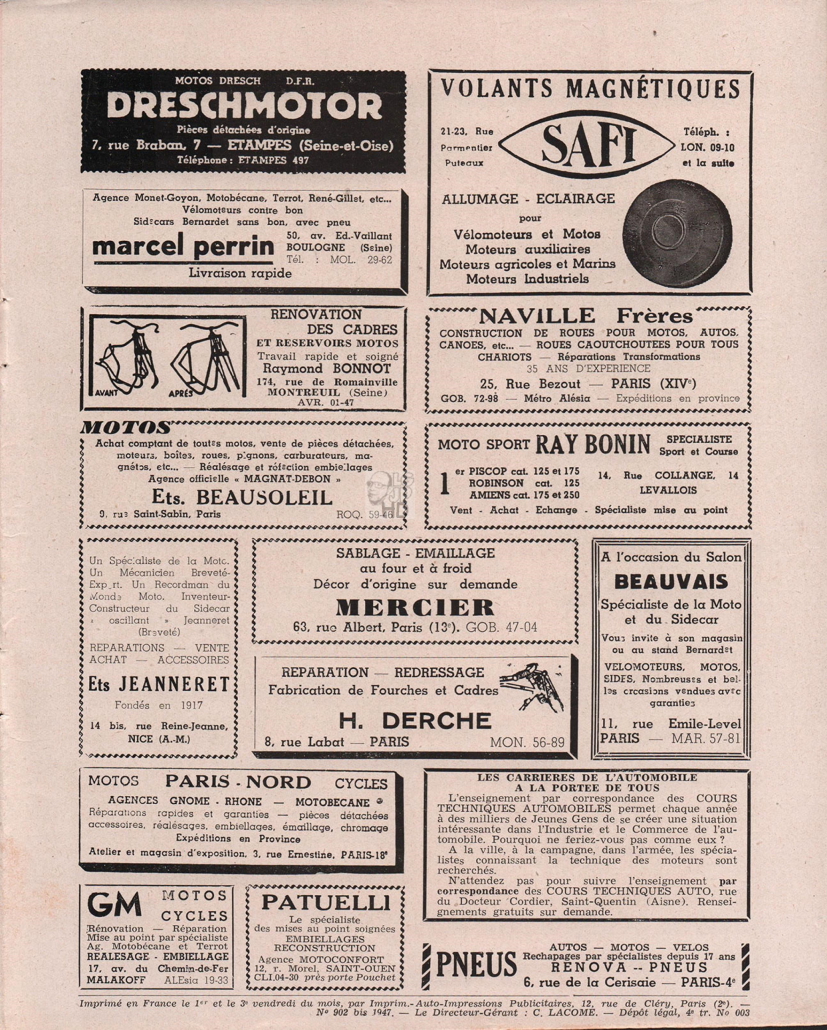 MOTOS DRESCH D.F.R.
DRESCHMOTOR
Pièces détachées d'origine
7, rue Braban, 7 — ETAMPES (Seine-et-Oise)
Téléphone : ETAMPES 497
VOLANTS MAGNÉTIQUES
21-23, Rue
Parmentier
Puteaux
SAFI
Téléph. :
LON. 09-10
et la suite
ALLUMAGE - ECLAIRAGE
pour
Vélomoteurs et Motos
Moteurs auxiliaires
Moteurs agricoles et Marins
Moteurs Industriels
Agence Monet-Goyon, Motobécane, Terrot, René-Gillet, etc...
Vélomoteurs contre bon
Sidecars Bernardet sans bon, avec pneu
marcel perrin
50, av. Ed.-Vaillant
BOULOGNE (Seine)
Tél. : MOL. 29-62
Livraison rapide
AVANT
APRÈS
RENOVATION
DES CADRES
ET RESERVOIRS MOTOS
Travail rapide et soigné
Raymond BONNOT
174, rue de Romainville
MONTREUIL (Seine)
AVR. 01-47
NAVILLE Frères
CONSTRUCTION DE ROUES POUR MOTOS, AUTOS,
CANOES, etc... — ROUES CAOUTCHOUTEES POUR TOUS
CHARIOTS — Réparations Transformations
35 ANS D'EXPERIENCE
25, Rue Bezout — PARIS (XIVe)
GOB. 72-98 — Métro Alésia — Expéditions en province
MOTOS
Achat comptant de toutes motos, vente de pièces détachées,
moteurs, boîtes, roues, pignons, carburateurs, ma-
gnétos, etc... — Réalésage et réfection embiellages
Agence officielle « MAGNAT-DEBON »
Ets. BEAUSOLEIL
9, rue Saint-Sabin, Paris ROQ. 59-48
MOTO SPORT RAY BONIN
SPECIALISTE
Sport et Course
1er PISCOP cat. 125 et 175
ROBINSON cat. 125
AMIENS cat. 175 et 250
14, Rue COLLANGE, 14
LEVALLOIS
Vent - Achat - Echange - Spécialiste mise au point
Un Spécialiste de la Moto.
Un Mécanicien Breveté-
Expert. Un Recordman du
Monde Moto. Inventeur-
Constructeur du Sidecar
« oscillant » Jeanneret
(Breveté)
REPARATIONS — VENTE
ACHAT — ACCESSOIRES
Ets JEANNERET
Fondés en 1917
14 bis, rue Reine-Jeanne,
NICE (A.-M.)
SABLAGE - EMAILLAGE
au four et à froid
Décor d'origine sur demande
MERCIER
63, rue Albert, Paris (13e). GOB. 47-04
REPARATION — REDRESSAGE
Fabrication de Fourches et Cadres
H. DERCHE
8, rue Labat — PARIS MON. 56-89
A l'occasion du Salon
BEAUVAIS
Spécialiste de la Moto
et du Sidecar
Vous invite à son magasin
ou au stand Bernardet
VELOMOTEURS, MOTOS,
SIDES, Nombreuses et bel-
les occasions vendues avec
garanties
11, rue Emile-Level
PARIS — MAR. 57-81
MOTOS PARIS - NORD CYCLES
AGENCES GNOME - RHONE — MOTOBECANE
Réparations rapides et garanties — pièces détachées
accessoires, réalésages, embiellages, émaillage, chromage
Expéditions en Province
Atelier et magasin d'exposition, 3, rue Ernestine, PARIS-18e
LES CARRIERES DE L'AUTOMOBILE
A LA PORTEE DE TOUS
L'enseignement par correspondance des COURS
TECHNIQUES AUTOMOBILES permet chaque année
à des milliers de Jeunes Gens de se créer une situation
intéressante dans l'Industrie et le Commerce de l'au-
tomobile. Pourquoi ne feriez-vous pas comme eux ?
A la ville, à la campagne, dans l'armée, les spécia-
listes connaissant la technique des moteurs sont
recherchés.
N'attendez pas pour suivre l'enseignement par
correspondance des COURS TECHNIQUES AUTO, rue
du Docteur Cordier, Saint-Quentin (Aisne). Rensei-
gnements gratuits sur demande.
GM MOTOS
CYCLES
Rénovation — Réparation
Mise au point par spécialiste
Ag. Motobécane et Terrot
REALESAGE - EMBIELLAGE
17, av. du Chemin-de-Fer
MALAKOFF ALEsia 19-33
PATUELLI
Le spécialiste
des mises au point soignées
EMBIELLAGES
RECONSTRUCTION
Agence MOTOCONFORT
12, r. Morel, SAINT-OUEN
CLI.04-30 près porte Pouchet
PNEUS
AUTOS — MOTOS — VELOS
Rechapages par spécialistes depuis 17 ans
RENOVA -- PNEUS
6, rue de la Cerisaie — PARIS-4e
Imprimé en France le 1er et le 3e vendredi du mois, par Imprim.-Auto-Impressions Publicitaires, 12, rue de Cléry, Paris (2e). —
No 902 bis 1947. — Le Directeur-Gérant : C. LACOME. — Dépôt légal, 4e tr. No 003